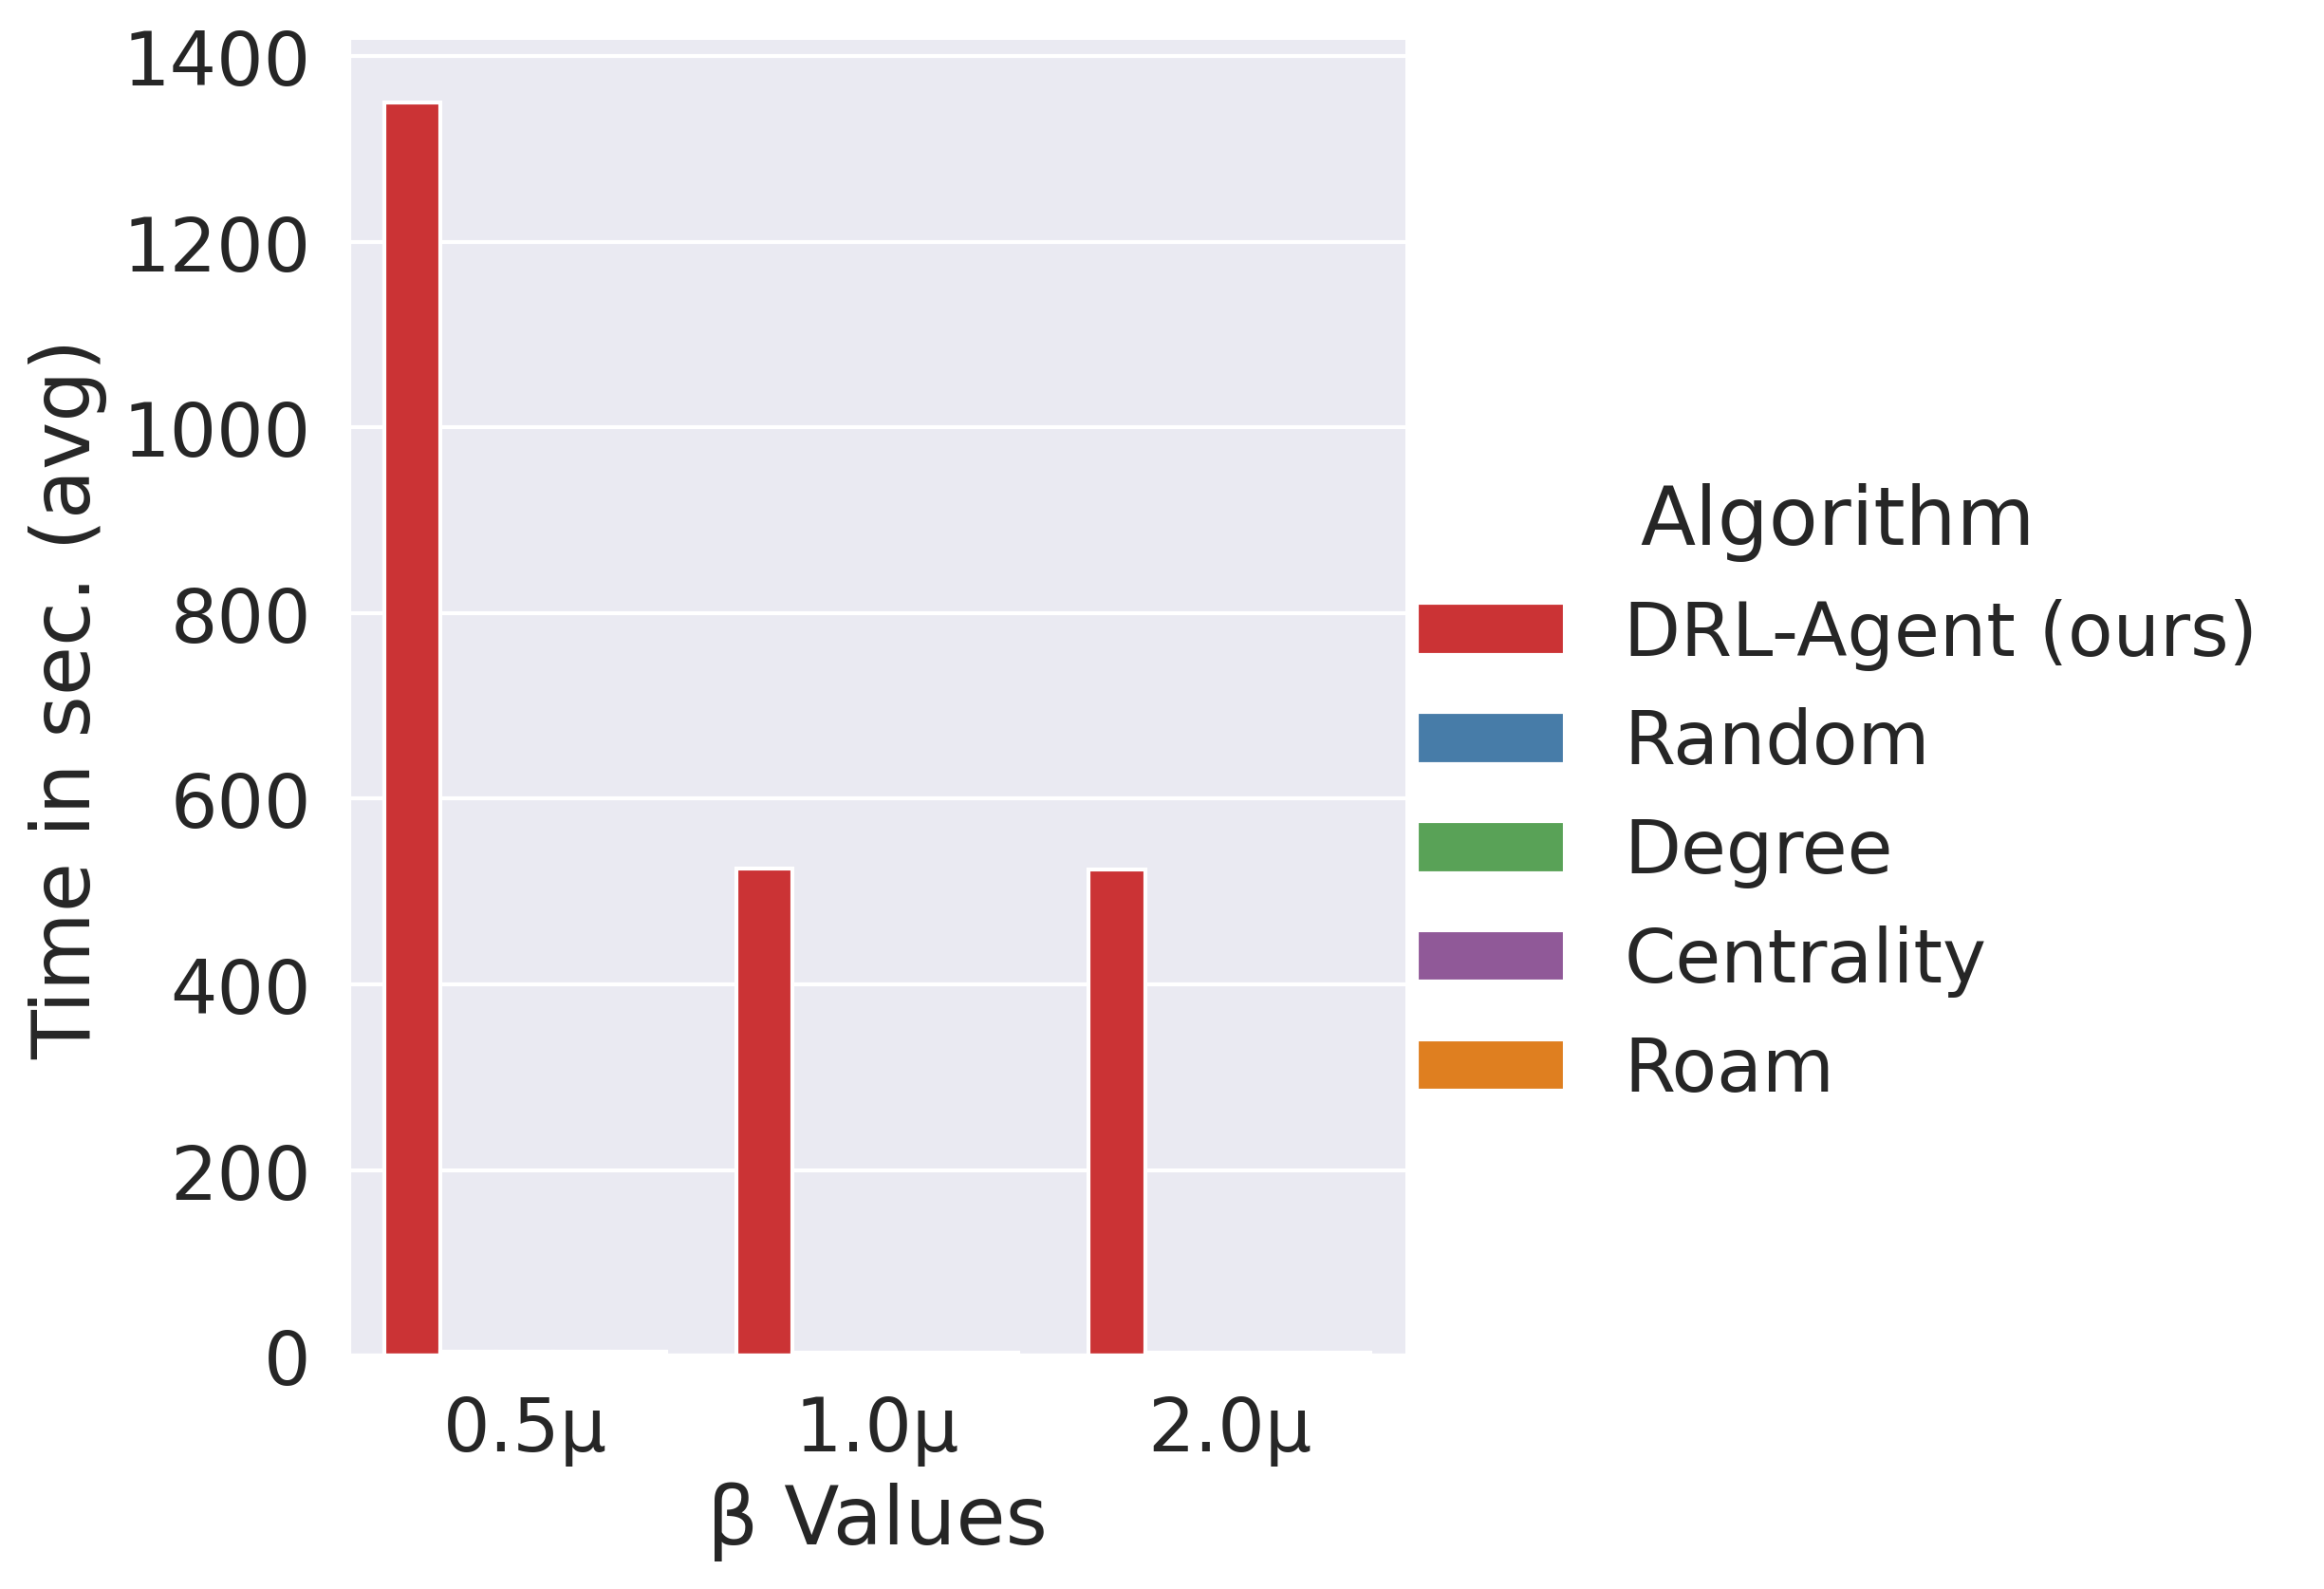 Time in sec. (avg)
1400
1200
1000
800
600
400
200
0
0.5µ 1.0µ 2.0µ
β Values
Algorithm
DRL-Agent (ours)
Random
Degree
Centrality
Roam